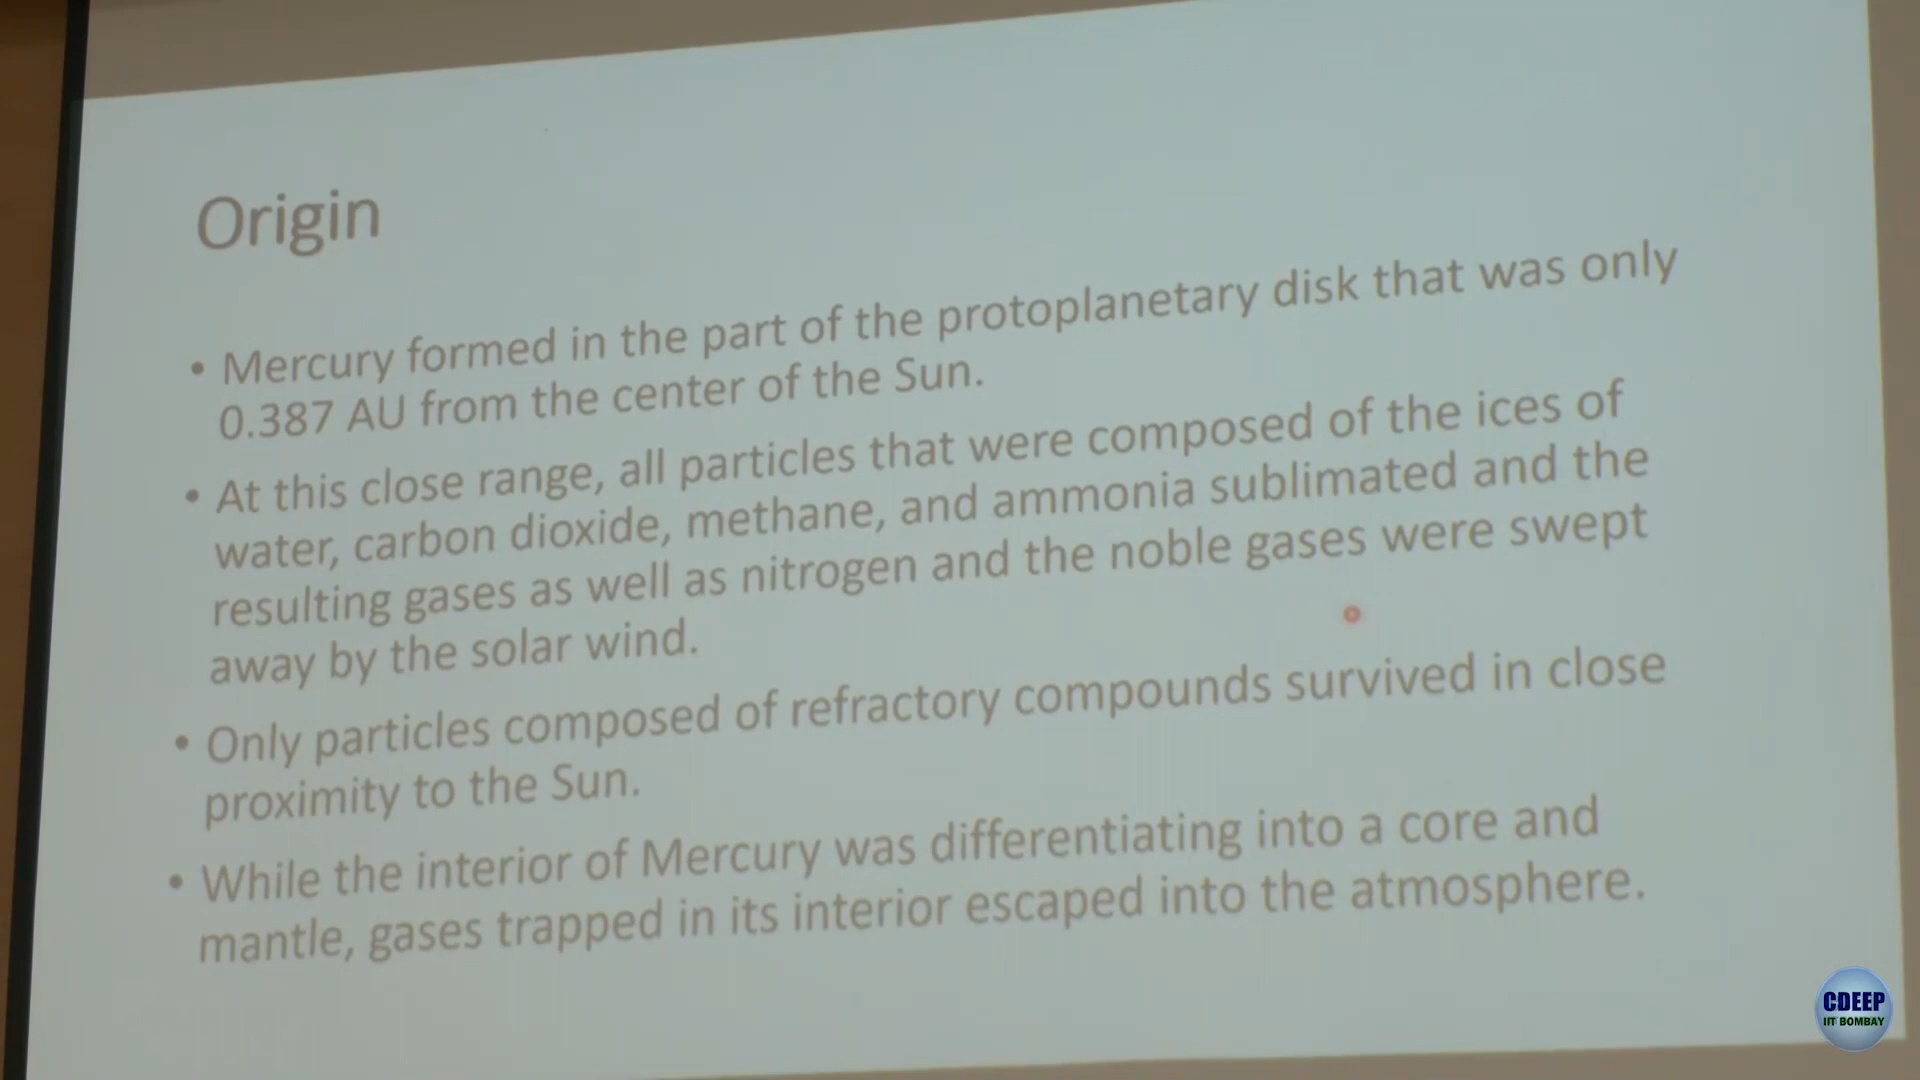 Origin
• Mercury formed in the part of the protoplanetary disk that was only
0.387 AU from the center of the Sun.
• At this close range, all particles that were composed of the ices of
water, carbon dioxide, methane, and ammonia sublimated and the
resulting gases as well as nitrogen and the noble gases were swept
away by the solar wind.
• Only particles composed of refractory compounds survived in close
proximity to the Sun.
• While the interior of Mercury was differentiating into a core and
mantle, gases trapped in its interior escaped into the atmosphere.
CDEEP
IIT BOMBAY